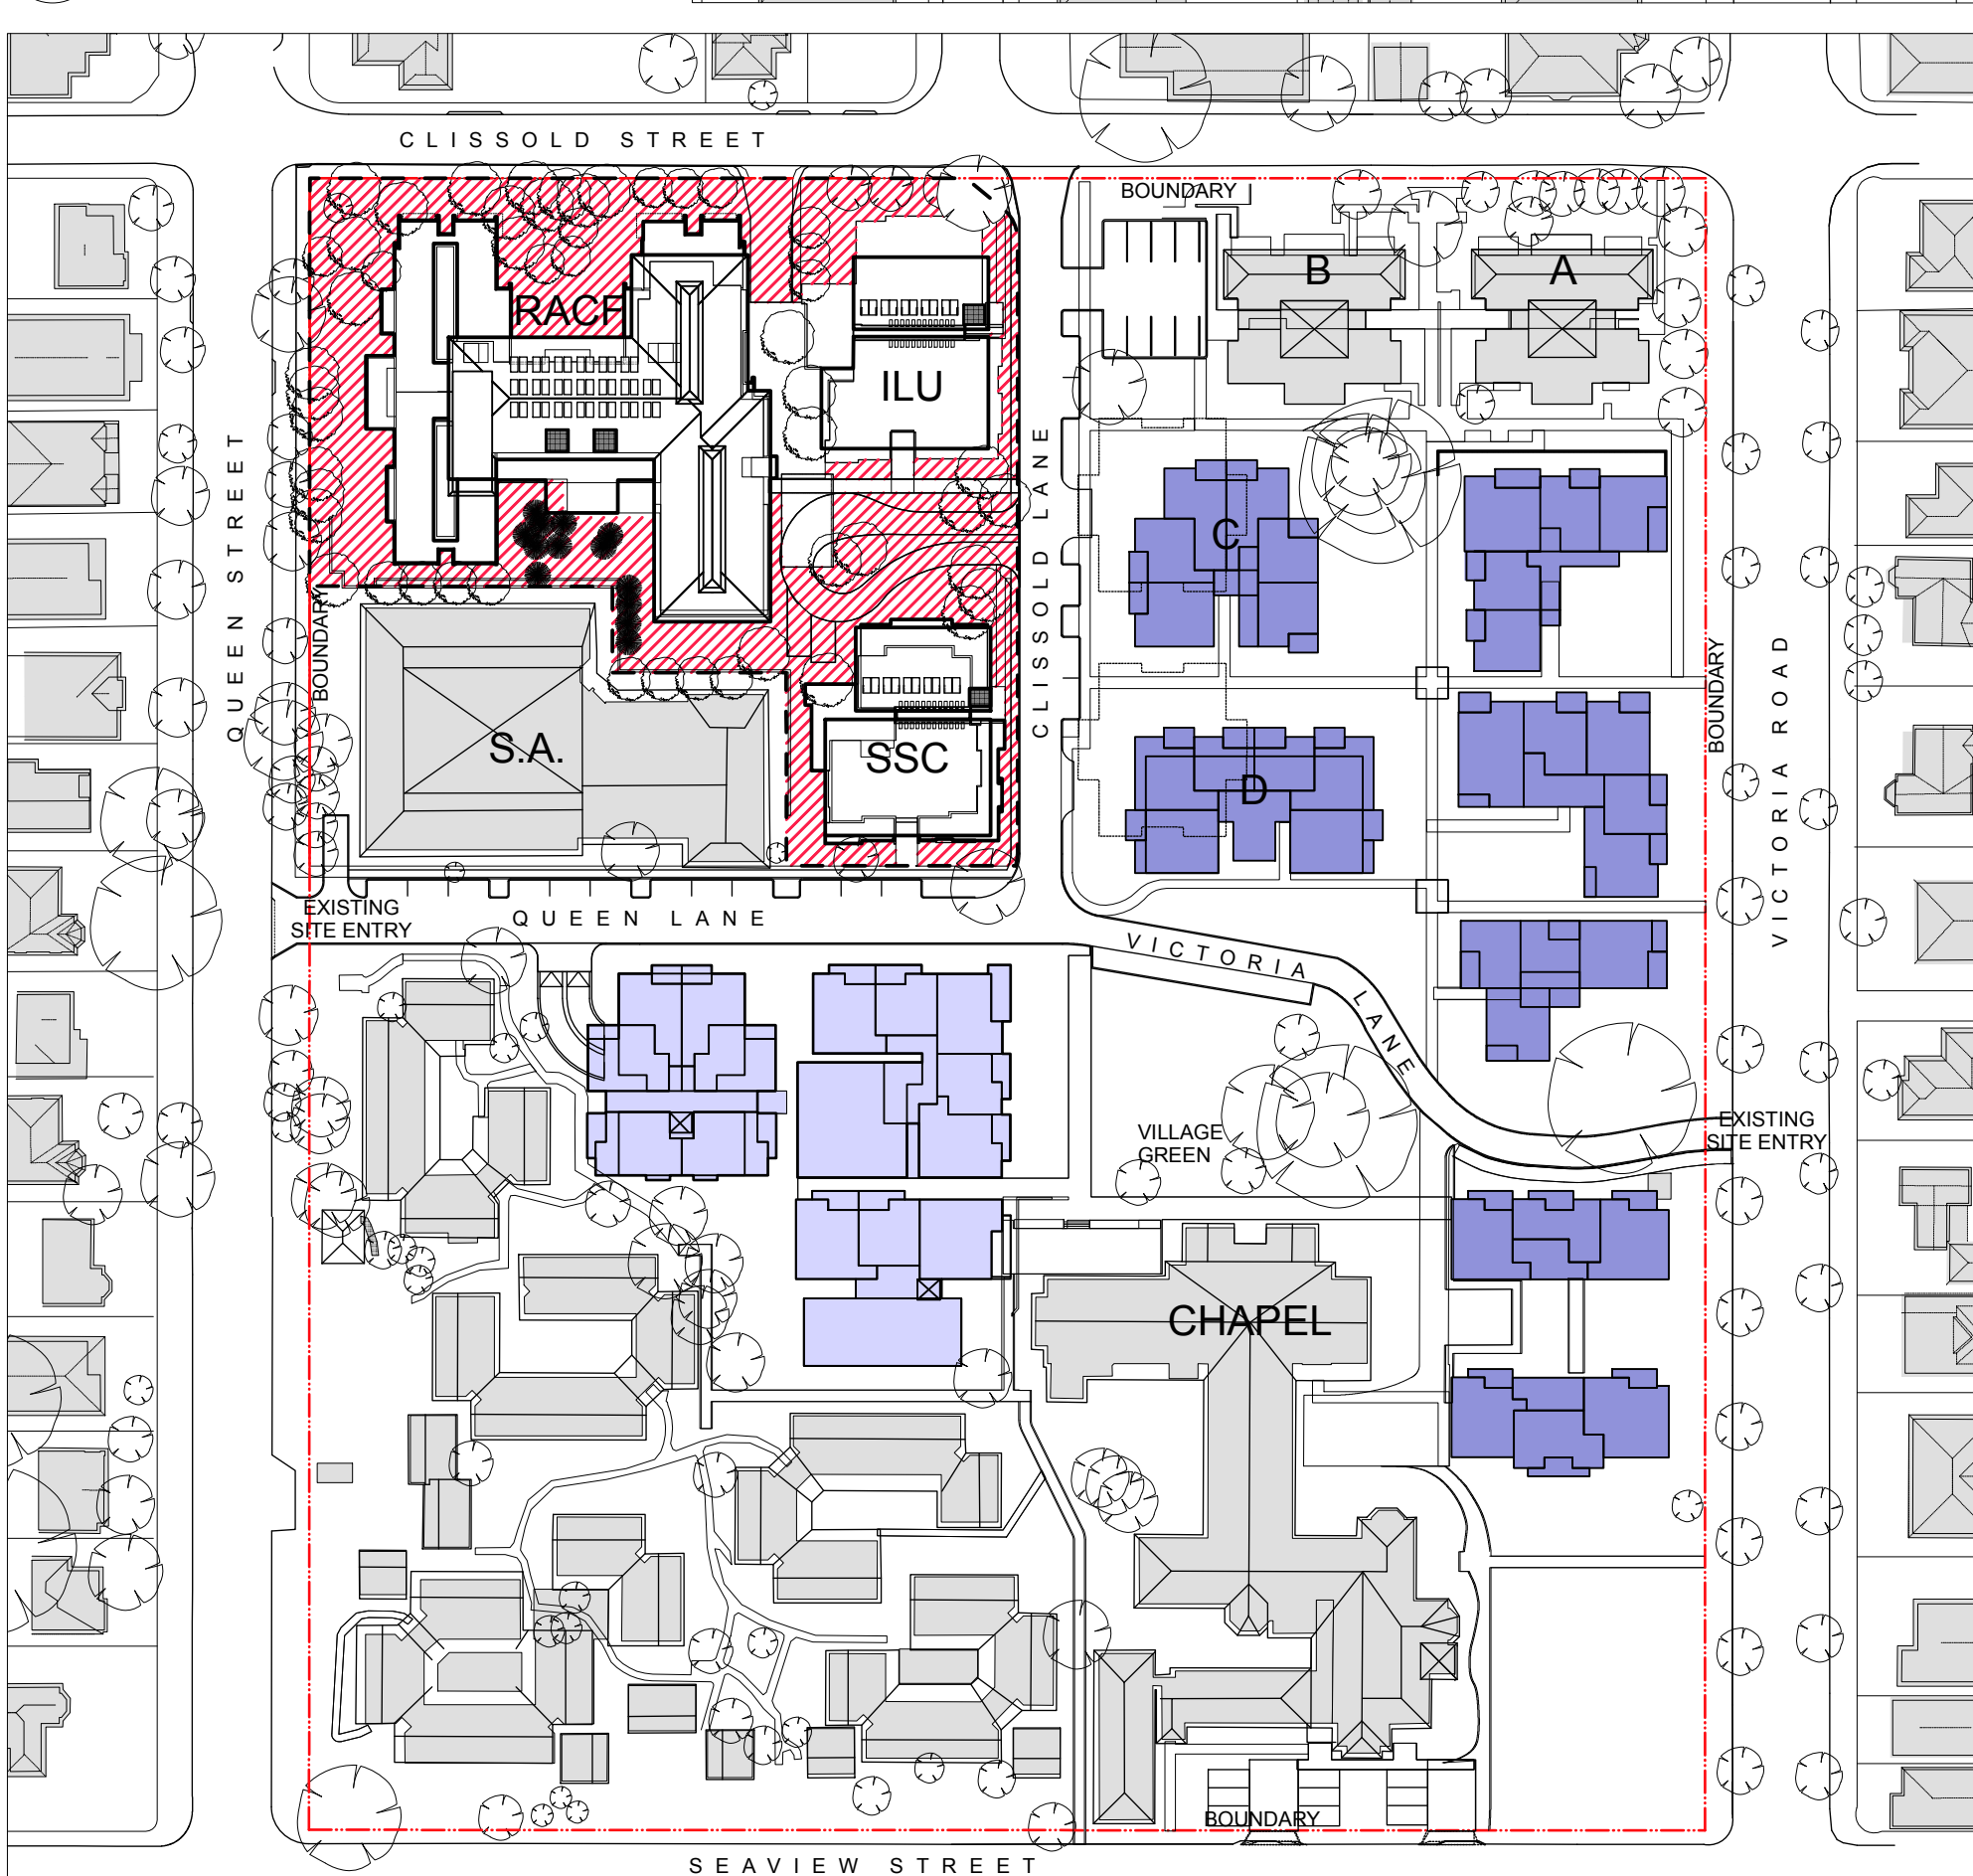 CLISSOLD STREET
BOUNDARY
B
A
RACF
ILU
QUEEN STREET
CLISSOLD LANE
C
BOUNDARY
BOUNDARY
VICTORIA ROAD
S.A.
SSC
D
EXISTING
SITE ENTRY
QUEEN LANE
VICTORIA LANE
VILLAGE
GREEN
EXISTING
SITE ENTRY
CHAPEL
BOUNDARY
SEAVIEW STREET